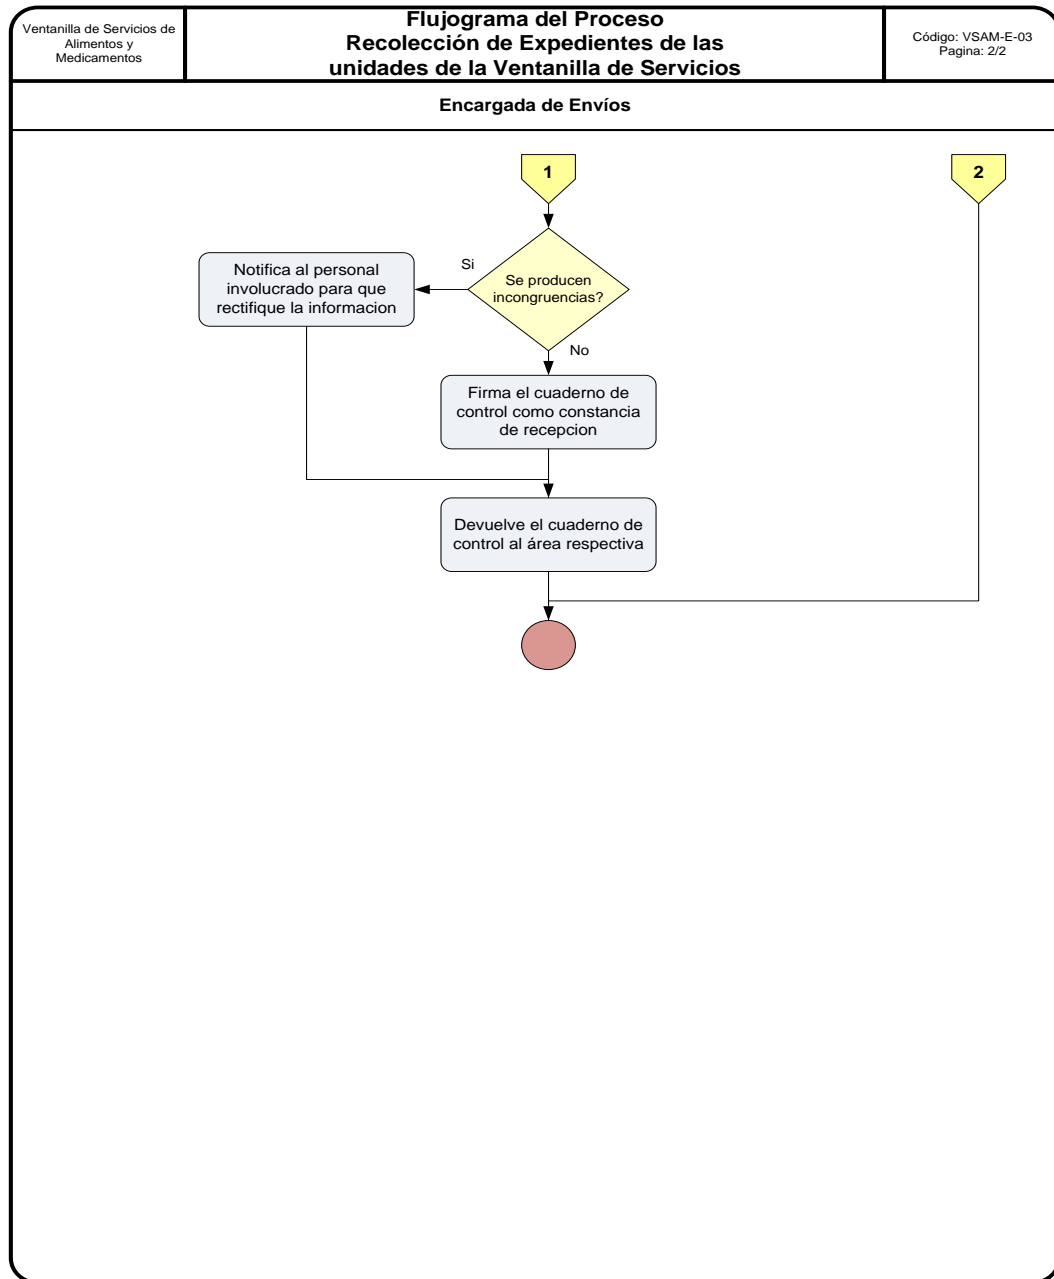 Ventanilla de Servicios de
Alimentos y
Medicamentos
Flujograma del Proceso
Recolección de Expedientes de las
unidades de la Ventanilla de Servicios
Código: VSAM-E-03
Pagina: 2/2
Encargada de Envíos
1
2
Se producen
incongruencias?
Si
Notifica al personal
involucrado para que
rectifique la informacion
No
Firma el cuaderno de
control como constancia
de recepcion
Devuelve el cuaderno de
control al área respectiva